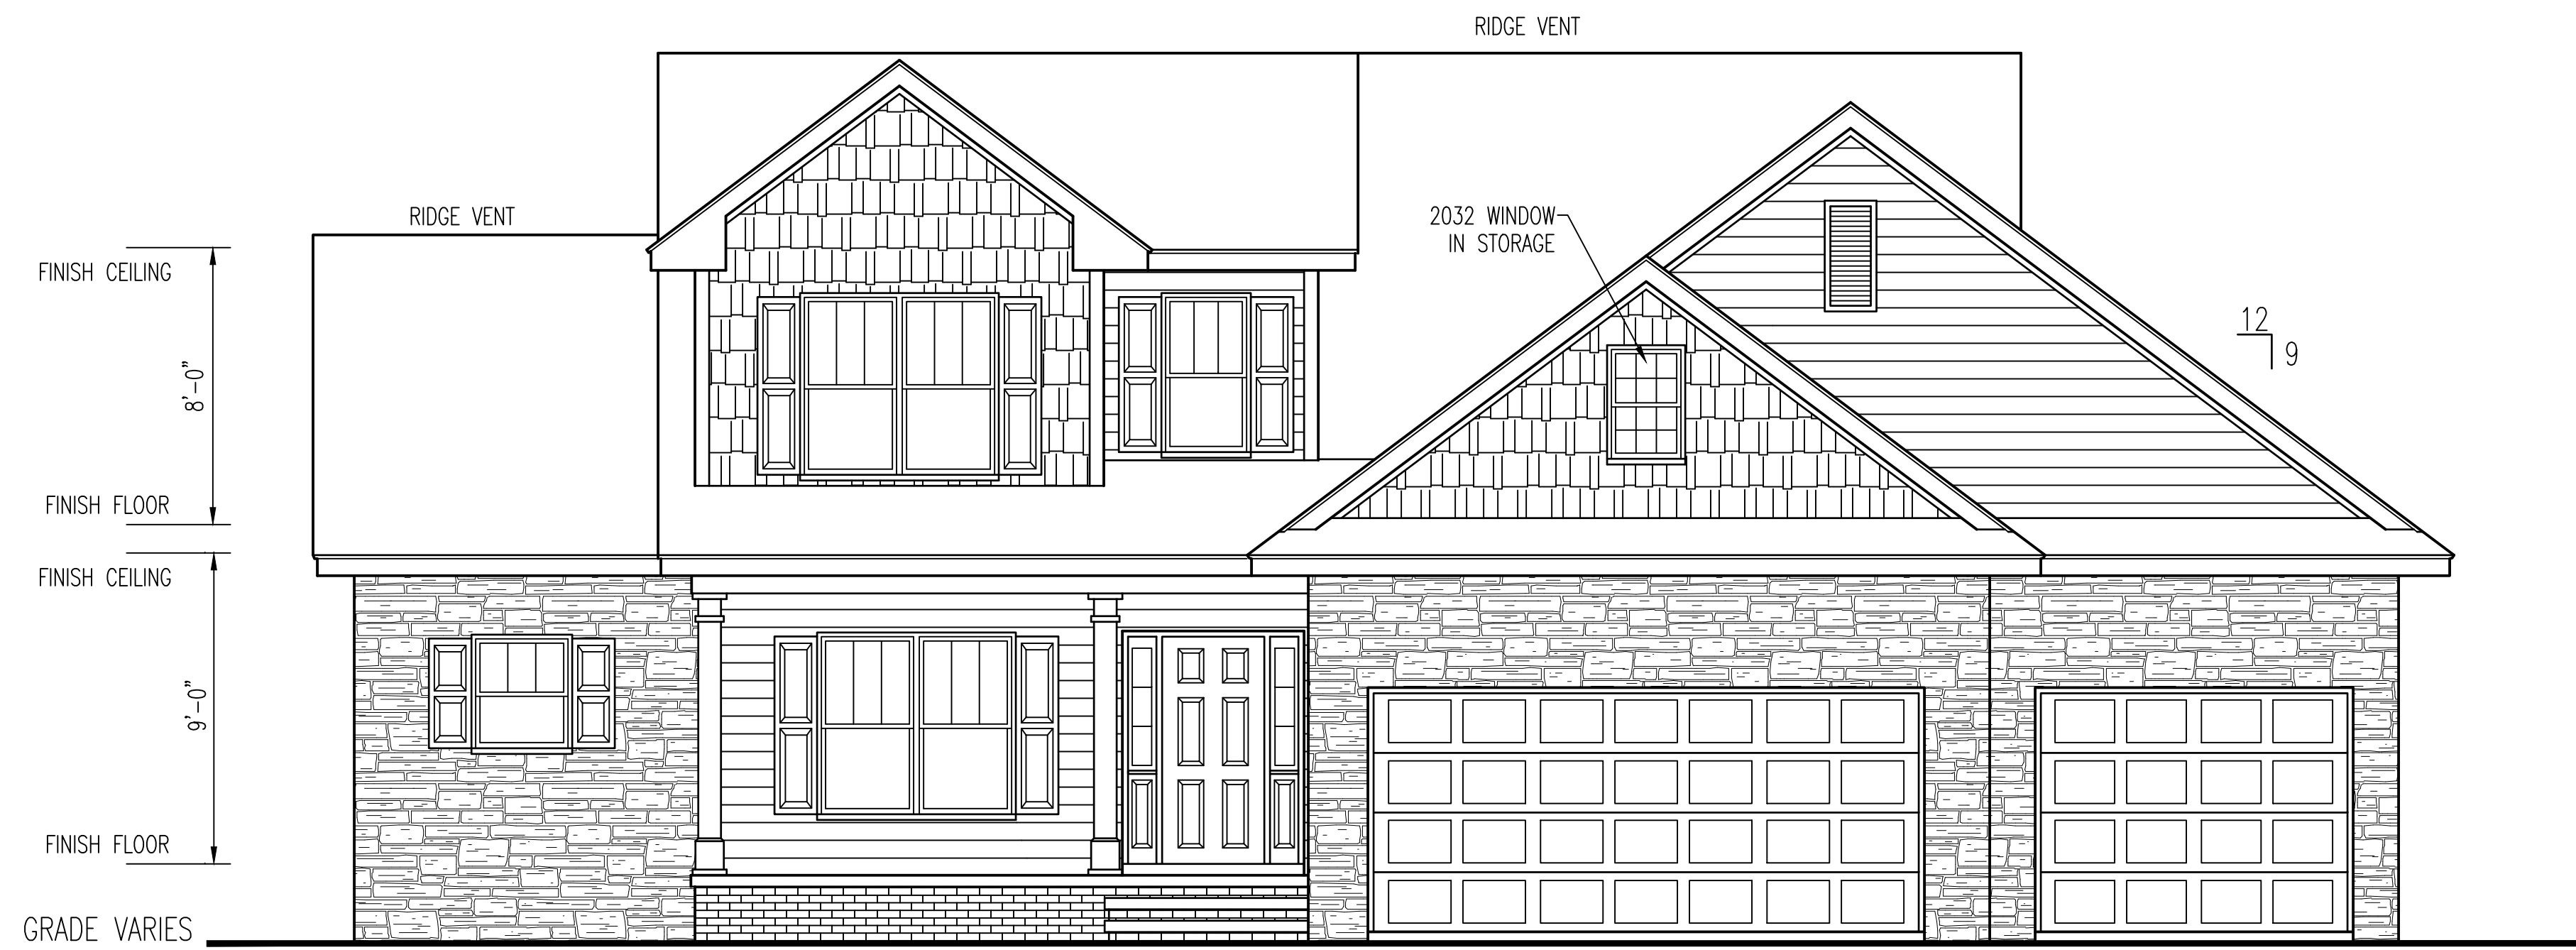 RIDGE VENT
RIDGE VENT
2032 WINDOW
IN STORAGE
FINISH CEILING
12
9
8'-0"
FINISH FLOOR
FINISH CEILING
9'-0"
FINISH FLOOR
GRADE VARIES